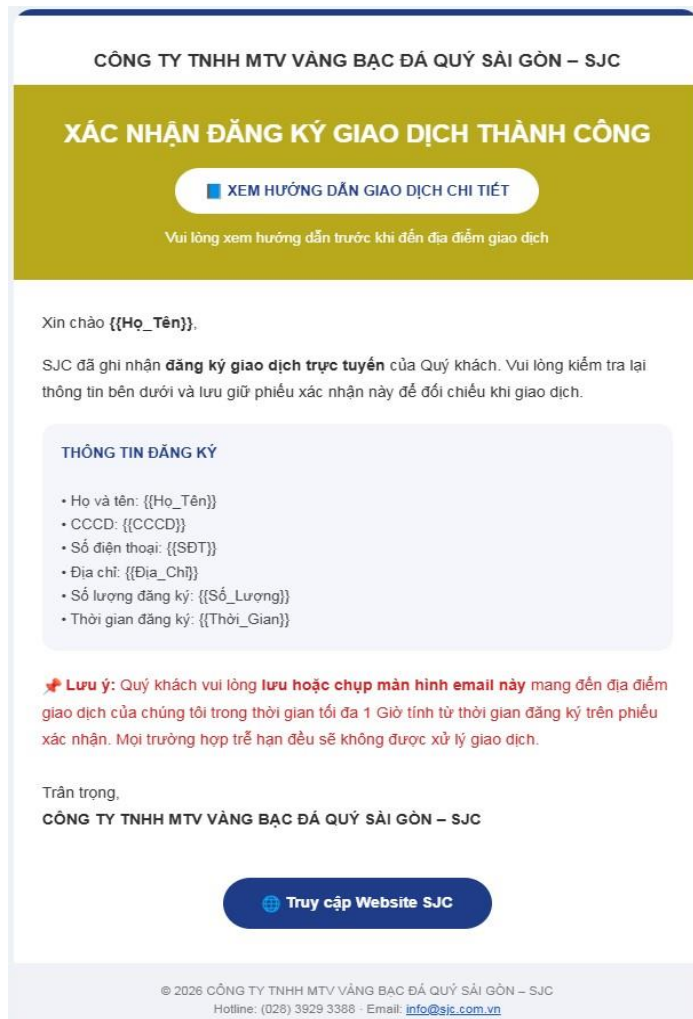 CÔNG TY TNHH MTV VÀNG BẠC ĐÁ QUÝ SÀI GÒN – SJC
XÁC NHẬN ĐĂNG KÝ GIAO DỊCH THÀNH CÔNG
XEM HƯỚNG DẪN GIAO DỊCH CHI TIẾT
Vui lòng xem hướng dẫn trước khi đến địa điểm giao dịch
Xin chào {{Họ_Tên}},
SJC đã ghi nhận đăng ký giao dịch trực tuyến của Quý khách. Vui lòng kiểm tra lại
thông tin bên dưới và lưu giữ phiếu xác nhận này để đối chiếu khi giao dịch.
THÔNG TIN ĐĂNG KÝ
• Họ và tên: {{Họ_Tên}}
• CCCD: {{CCCD}}
• Số điện thoại: {{SĐT}}
• Địa chỉ: {{Địa_Chỉ}}
• Số lượng đăng ký: {{Số_Lượng}}
• Thời gian đăng ký: {{Thời_Gian}}
Lưu ý: Quý khách vui lòng lưu hoặc chụp màn hình email này mang đến địa điểm
giao dịch của chúng tôi trong thời gian tối đa 1 Giờ tính từ thời gian đăng ký trên phiếu
xác nhận. Mọi trường hợp trễ hạn đều sẽ không được xử lý giao dịch.
Trân trọng,
CÔNG TY TNHH MTV VÀNG BẠC ĐÁ QUÝ SÀI GÒN – SJC
Truy cập Website SJC
© 2026 CÔNG TY TNHH MTV VÀNG BẠC ĐÁ QUÝ SÀI GÒN – SJC
Hotline: (028) 3929 3388 · Email: info@sjc.com.vn